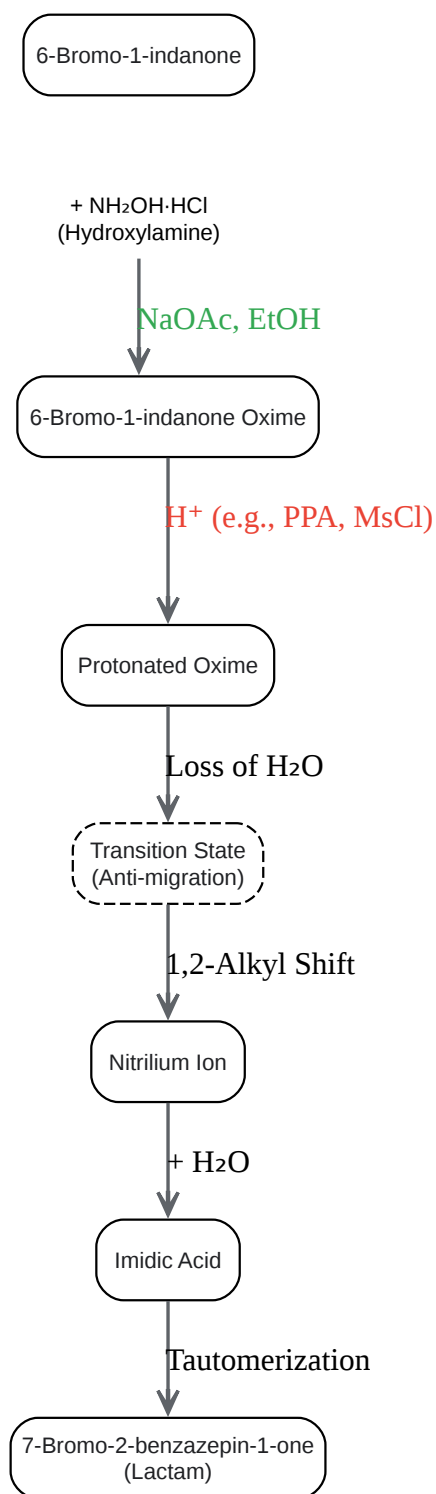 6-Bromo-1-indanone
+ NH₂OH·HCl
(Hydroxylamine)
NaOAc, EtOH
6-Bromo-1-indanone Oxime
H⁺ (e.g., PPA, MsCl)
Protonated Oxime
Loss of H₂O
Transition State
(Anti-migration)
1,2-Alkyl Shift
Nitrilium Ion
+ H₂O
Imidic Acid
Tautomerization
7-Bromo-2-benzazepin-1-one
(Lactam)